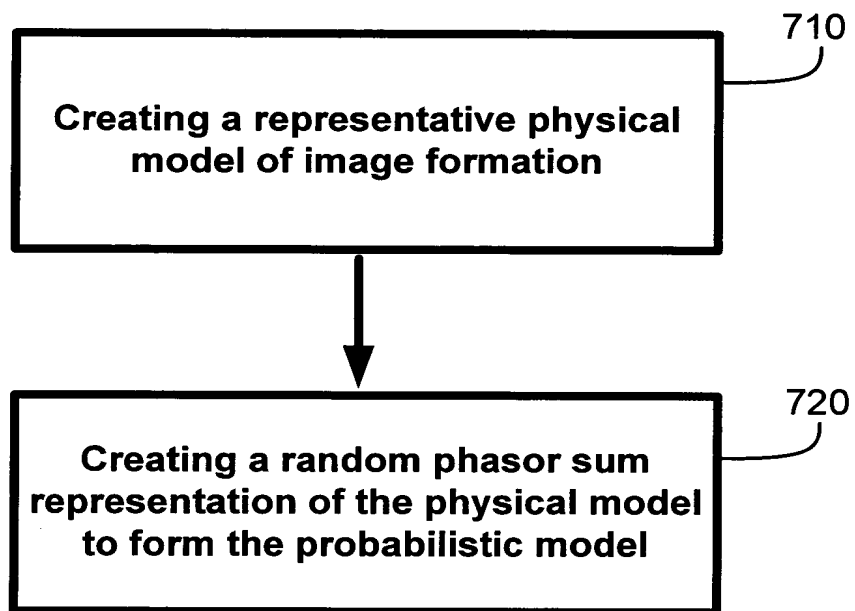 710
Creating a representative physical
model of image formation
720
Creating a random phasor sum
representation of the physical model
to form the probabilistic model